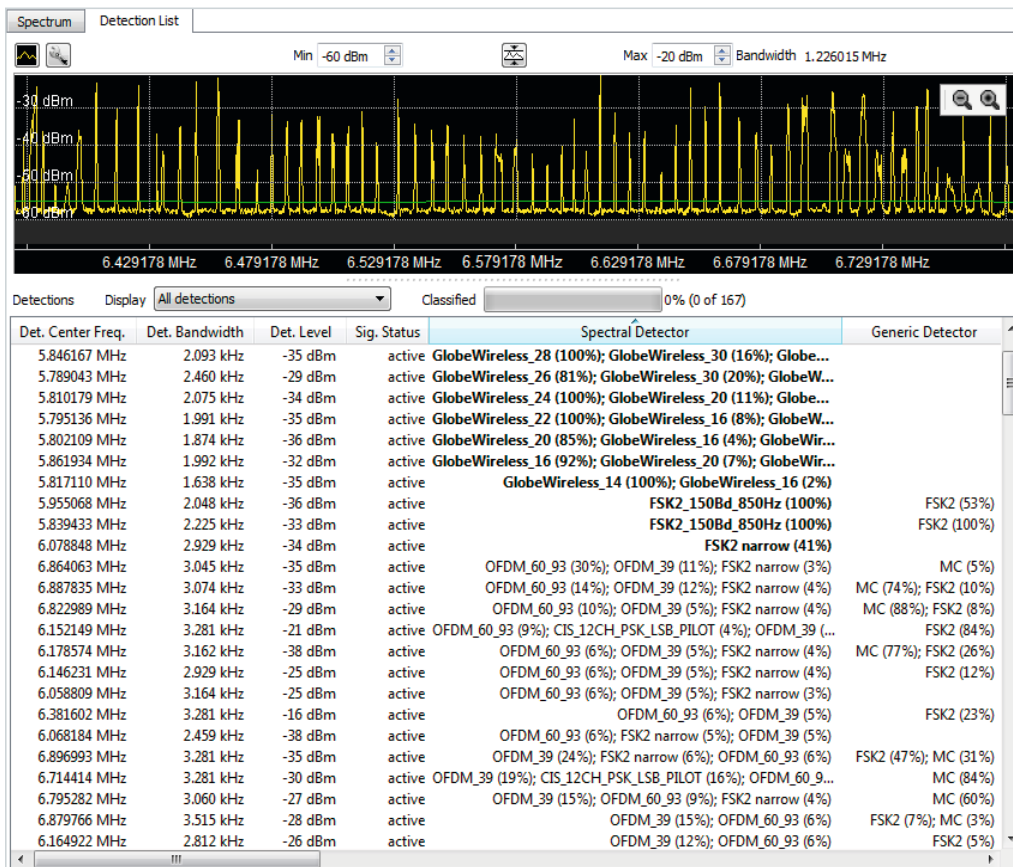 Spectrum Detection List
Min -60 dBm Max -20 dBm Bandwidth 1.226015 MHz
-30 dBm
-40 dBm
-50 dBm
-60 dBm
6.429178 MHz 6.479178 MHz 6.529178 MHz 6.579178 MHz 6.629178 MHz 6.679178 MHz 6.729178 MHz
Detections Display All detections Classified 0% (0 of 167)
Det. Center Freq. Det. Bandwidth Det. Level Sig. Status Spectral Detector Generic Detector
5.846167 MHz 2.093 kHz -35 dBm active GlobeWireless_28 (100%); GlobeWireless_30 (16%); Globe...
5.789043 MHz 2.460 kHz -29 dBm active GlobeWireless_26 (81%); GlobeWireless_30 (20%); GlobeW...
5.810179 MHz 2.075 kHz -34 dBm active GlobeWireless_24 (100%); GlobeWireless_20 (11%); Globe...
5.795136 MHz 1.991 kHz -35 dBm active GlobeWireless_22 (100%); GlobeWireless_16 (8%); GlobeW...
5.802109 MHz 1.874 kHz -36 dBm active GlobeWireless_20 (85%); GlobeWireless_16 (4%); GlobeWir...
5.861934 MHz 1.992 kHz -32 dBm active GlobeWireless_16 (92%); GlobeWireless_20 (7%); GlobeWir...
5.817110 MHz 1.638 kHz -35 dBm active GlobeWireless_14 (100%); GlobeWireless_16 (2%)
5.955068 MHz 2.048 kHz -36 dBm active FSK2_150Bd_850Hz (100%) FSK2 (53%)
5.839433 MHz 2.225 kHz -33 dBm active FSK2_150Bd_850Hz (100%) FSK2 (100%)
6.078848 MHz 2.929 kHz -34 dBm active FSK2 narrow (41%)
6.864063 MHz 3.045 kHz -35 dBm active OFDM_60_93 (30%); OFDM_39 (11%); FSK2 narrow (3%) MC (5%)
6.887835 MHz 3.074 kHz -33 dBm active OFDM_60_93 (14%); OFDM_39 (12%); FSK2 narrow (4%) MC (74%); FSK2 (10%)
6.822989 MHz 3.164 kHz -29 dBm active OFDM_60_93 (10%); OFDM_39 (5%); FSK2 narrow (4%) MC (88%); FSK2 (8%)
6.152149 MHz 3.281 kHz -21 dBm active OFDM_60_93 (9%); CIS_12CH_PSK_LSB_PILOT (4%); OFDM_39 (... FSK2 (84%)
6.178574 MHz 3.162 kHz -38 dBm active OFDM_60_93 (6%); OFDM_39 (5%); FSK2 narrow (4%) MC (77%); FSK2 (26%)
6.146231 MHz 2.929 kHz -25 dBm active OFDM_60_93 (6%); OFDM_39 (5%); FSK2 narrow (4%) FSK2 (12%)
6.058809 MHz 3.164 kHz -25 dBm active OFDM_60_93 (6%); OFDM_39 (5%); FSK2 narrow (3%)
6.381602 MHz 3.281 kHz -16 dBm active OFDM_60_93 (6%); OFDM_39 (5%) FSK2 (23%)
6.068184 MHz 2.459 kHz -38 dBm active OFDM_60_93 (6%); FSK2 narrow (5%); OFDM_39 (5%)
6.896993 MHz 3.281 kHz -35 dBm active OFDM_39 (24%); FSK2 narrow (6%); OFDM_60_93 (6%) FSK2 (47%); MC (31%)
6.714414 MHz 3.281 kHz -30 dBm active OFDM_39 (19%); CIS_12CH_PSK_LSB_PILOT (16%); OFDM_60_9... MC (84%)
6.795282 MHz 3.060 kHz -27 dBm active OFDM_39 (15%); OFDM_60_93 (9%); FSK2 narrow (4%) MC (60%)
6.879766 MHz 3.515 kHz -28 dBm active OFDM_39 (15%); OFDM_60_93 (6%) FSK2 (7%); MC (3%)
6.164922 MHz 2.812 kHz -26 dBm active OFDM_39 (12%); OFDM_60_93 (6%) FSK2 (5%)